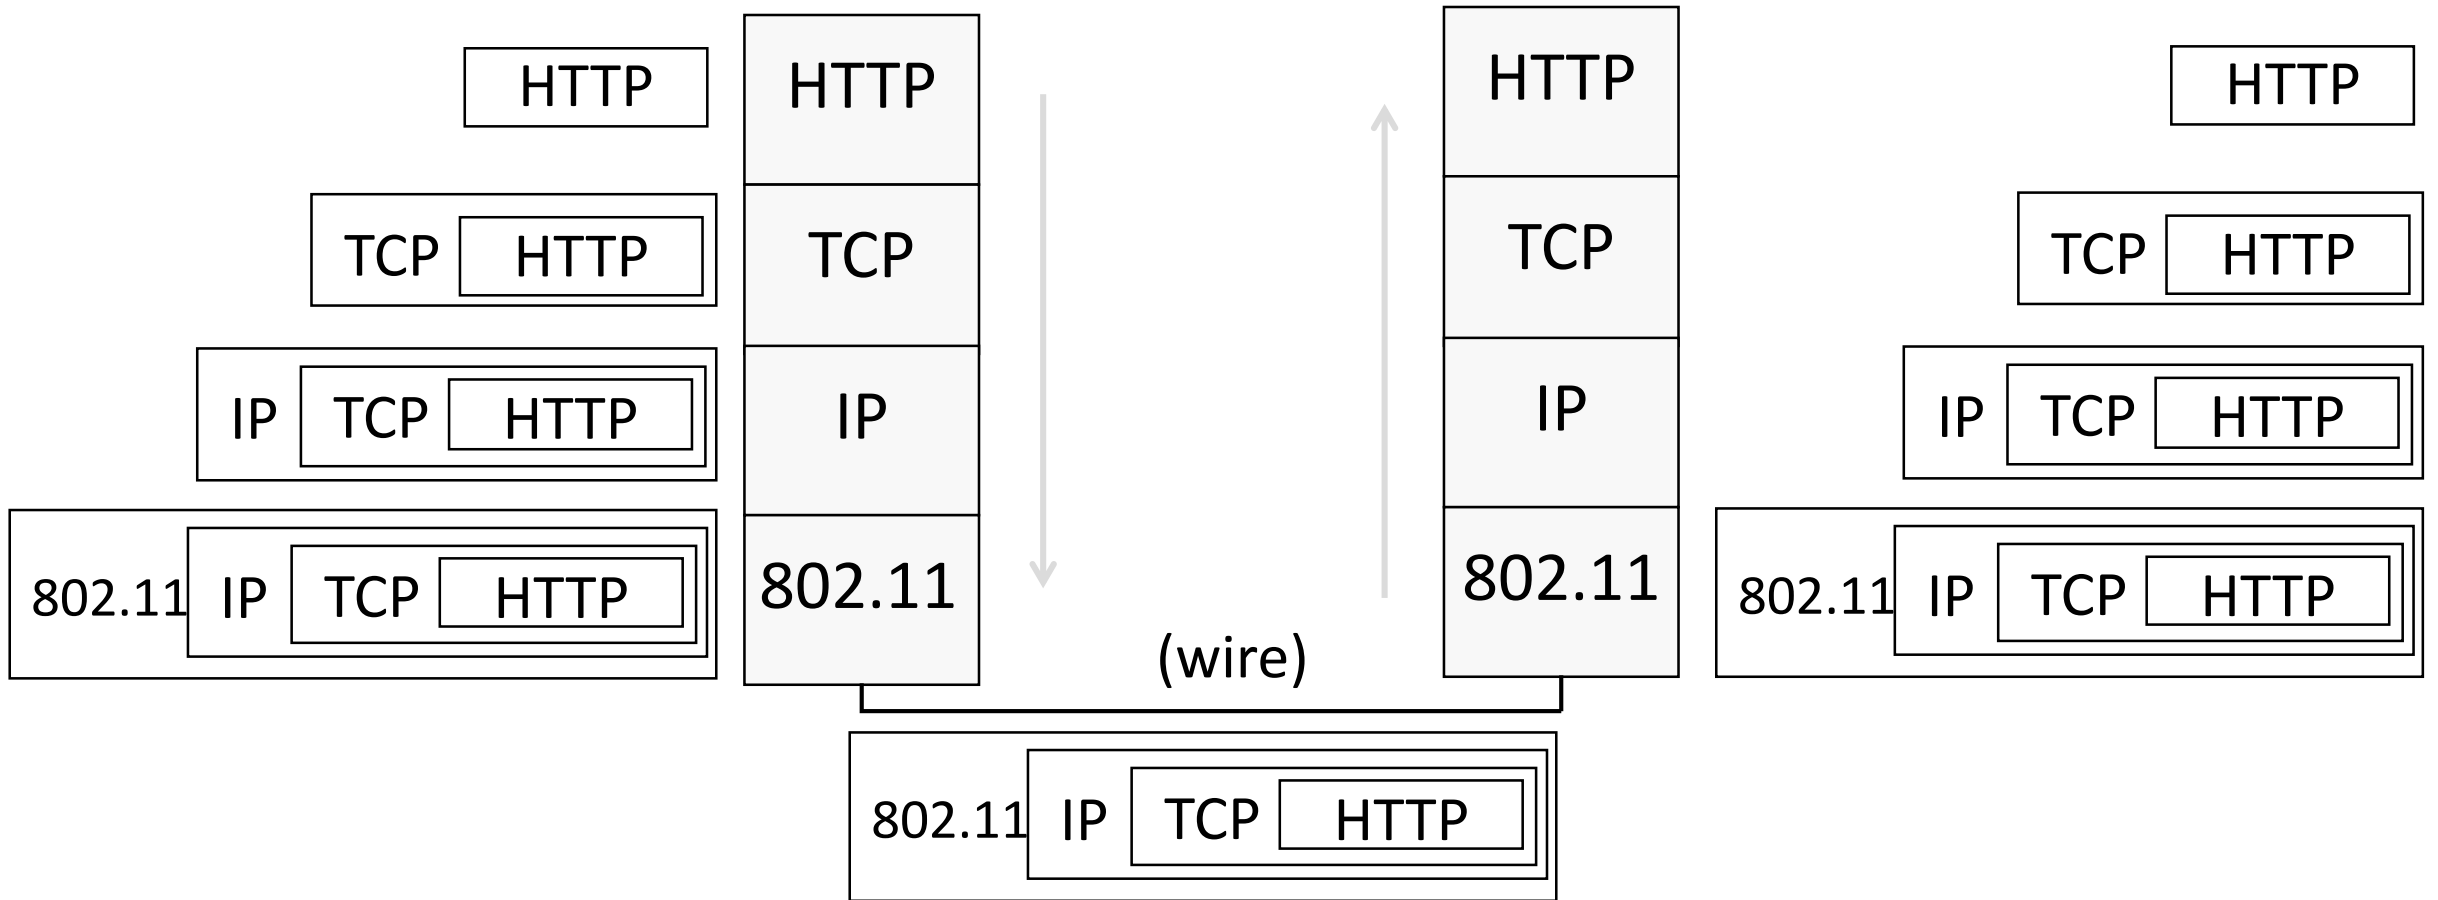 HTTP HTTP HTTP HTTP
TCP HTTP TCP TCP TCP HTTP
IP TCP HTTP IP IP IP TCP HTTP
802.11 IP TCP HTTP 802.11 802.11 802.11 IP TCP HTTP
(wire)
802.11 IP TCP HTTP